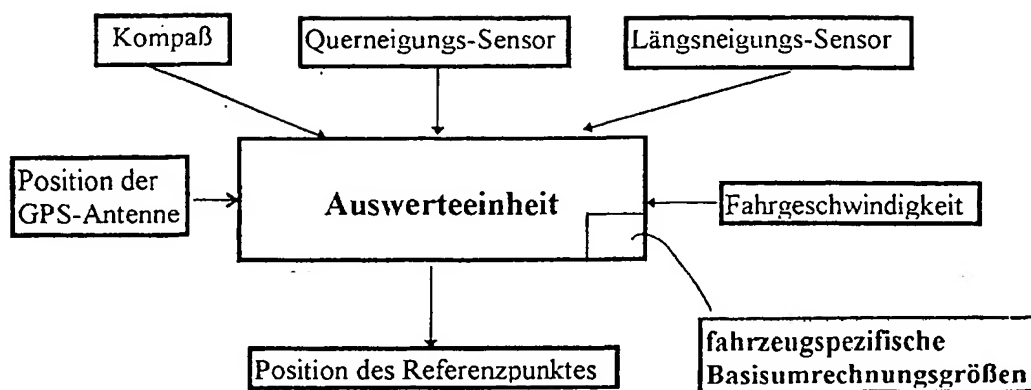 Kompaß
Querneigungs-Sensor
Längsneigungs-Sensor
Position der
GPS-Antenne
Auswerteeinheit
Fahrgeschwindigkeit
Position des Referenzpunktes
fahrzeugspezifische
Basisumrechnungsgrößen